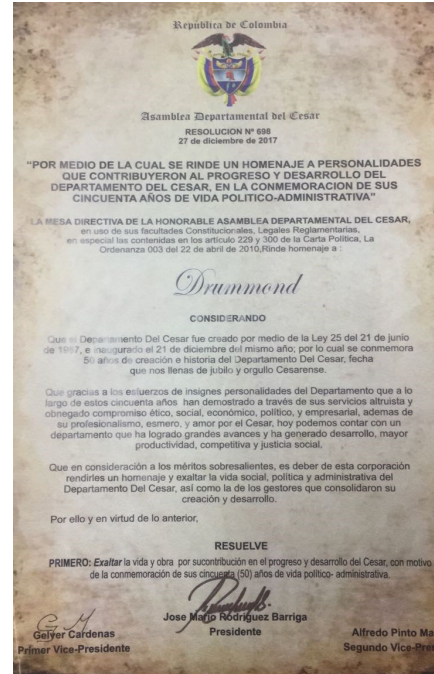 República de Colombia
Asamblea Departamental del Cesar
RESOLUCION Nº 698
27 de diciembre de 2017
“POR MEDIO DE LA CUAL SE RINDE UN HOMENAJE A PERSONALIDADES
QUE CONTRIBUYERON AL PROGRESO Y DESARROLLO DEL
DEPARTAMENTO DEL CESAR, EN LA CONMEMORACION DE SUS
CINCUENTA AÑOS DE VIDA POLITICO-ADMINISTRATIVA”
LA MESA DIRECTIVA DE LA HONORABLE ASAMBLEA DEPARTAMENTAL DEL CESAR,
en uso de sus facultades Constitucionales, Legales Reglamentarias,
en especial las contenidas en los artículo 229 y 300 de la Carta Política, La
Ordenanza 003 del 22 de abril de 2010,Rinde homenaje a :
Drummond
CONSIDERANDO
Que el Departamento Del Cesar fue creado por medio de la Ley 25 del 21 de junio
de 1967, e inaugurado el 21 de diciembre del mismo año, por lo cual se conmemora
50 años de creación e historia del Departamento Del Cesar, fecha
que nos llenas de jubilo y orgullo Cesarense.
Que gracias a los esfuerzos de insignes personalidades del Departamento que a lo
largo de estos cincuenta años han demostrado a través de sus servicios altruista y
obnegado compromiso ético, social, económico, político, y empresarial, ademas de
su profesionalismo, esmero, y amor por el Cesar, hoy podemos contar con un
departamento que ha logrado grandes avances y ha generado desarrollo, mayor
productividad, competitiva y justicia social.
Que en consideración a los méritos sobresalientes, es deber de esta corporación
rendirles un homenaje y exaltar la vida social, política y administrativa del
Departamento Del Cesar, así como la de los gestores que consolidaron su
creación y desarrollo.
Por ello y en virtud de lo anterior,
RESUELVE
PRIMERO: Exaltar la vida y obra por sucontribución en el progreso y desarrollo del Cesar, con motivo
de la conmemoración de sus cincuenta (50) años de vida político- administrativa.
Jose Mario Rodríguez Barriga
Presidente
Gelver Cardenas
Primer Vice-Presidente
Alfredo Pinto Ma
Segundo Vice-Pre